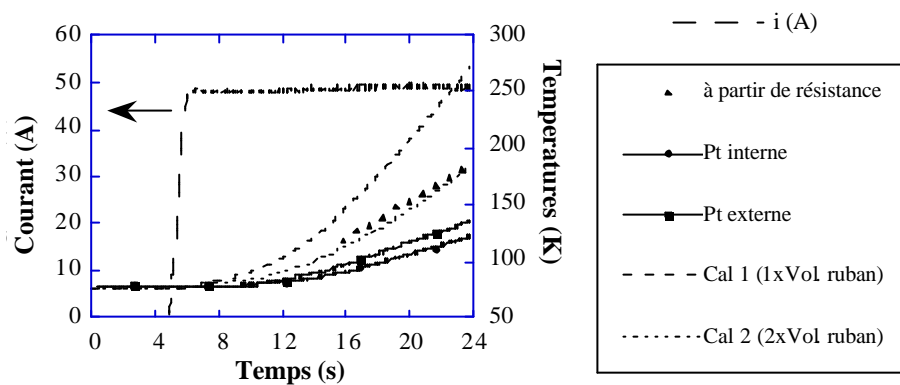 60
50
40
30
20
10
0
Courant (A)
300
250
200
150
100
50
Temperatures (K)
0
4
8
12
16
20
24
Temps (s)
i (A)
à partir de résistance
Pt interne
Pt externe
Cal 1 (1xVol. ruban)
Cal 2 (2xVol. ruban)